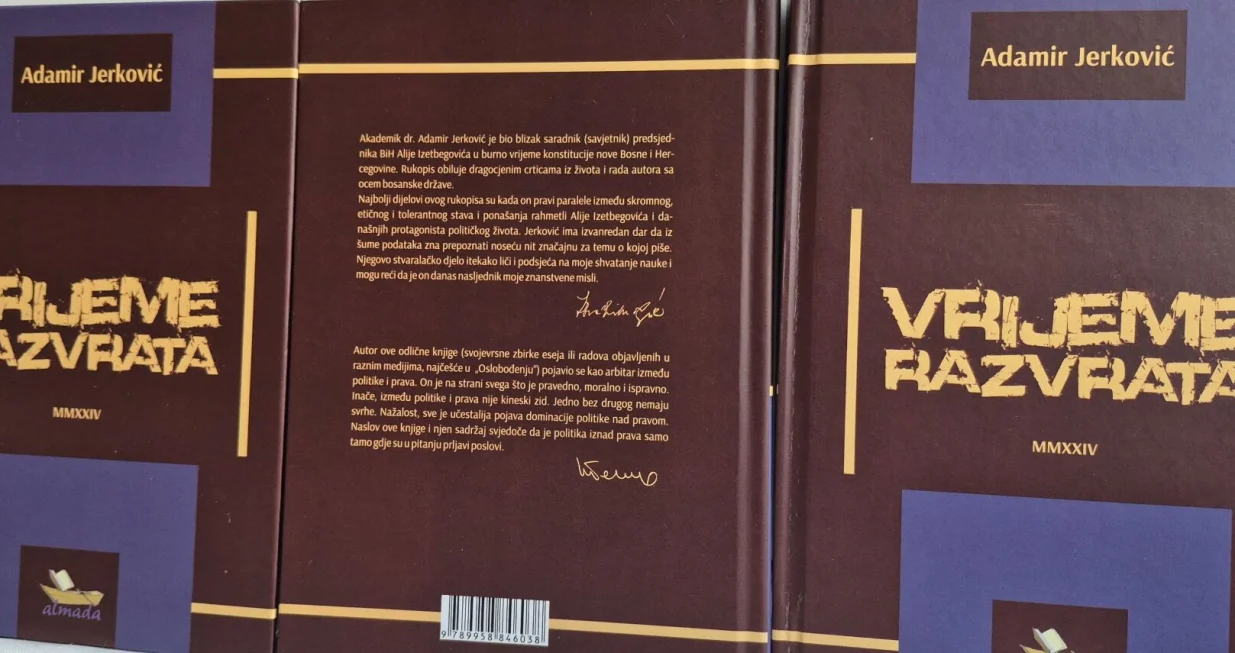 Adamir Jerković
RIJEME
AZVRATA
MMXXIV
almada
Akademik dr. Adamir Jerković je bio blizak saradnik (savjetnik) predsjed-
nika BiH Alije Izetbegovića u burno vrijeme konstitucije nove Bosne i Her-
cegovine. Rukopis obiluje dragocjenim crticama iz života i rada autora sa
ocem bosanske države.
Najbolji dijelovi ovog rukopisa su kada on pravi paralele između skromnog,
etičnog i tolerantnog stava i ponašanja rahmetli Alije Izetbegovića i da-
našnjih protagonista političkog života. Jerković ima izvanredan dar da iz
šume podataka zna prepoznati noseću nit značajnu za temu o kojoj piše.
Njegovo stvaralačko djelo itekako liči i podsjeća na moje shvatanje nauke i
mogu reći da je on danas nasljednik moje znanstvene misli.
Autor ove odlične knjige (svojevrsne zbirke eseja ili radova objavljenih u
raznim medijima, najčešće u „Oslobođenju") pojavio se kao arbitar između
politike i prava. On je na strani svega što je pravedno, moralno i ispravno.
Inače, između politike i prava nije kineski zid. Jedno bez drugog nemaju
svrhe. Nažalost, sve je učestalija pojava dominacije politike nad pravom.
Naslov ove knjige i njen sadržaj svjedoče da je politika iznad prava samo
tamo gdje su u pitanju prljavi poslovi.
9 789958 846038
Adamir Jerković
VRIJEME
RAZVRATA
MMXXIV